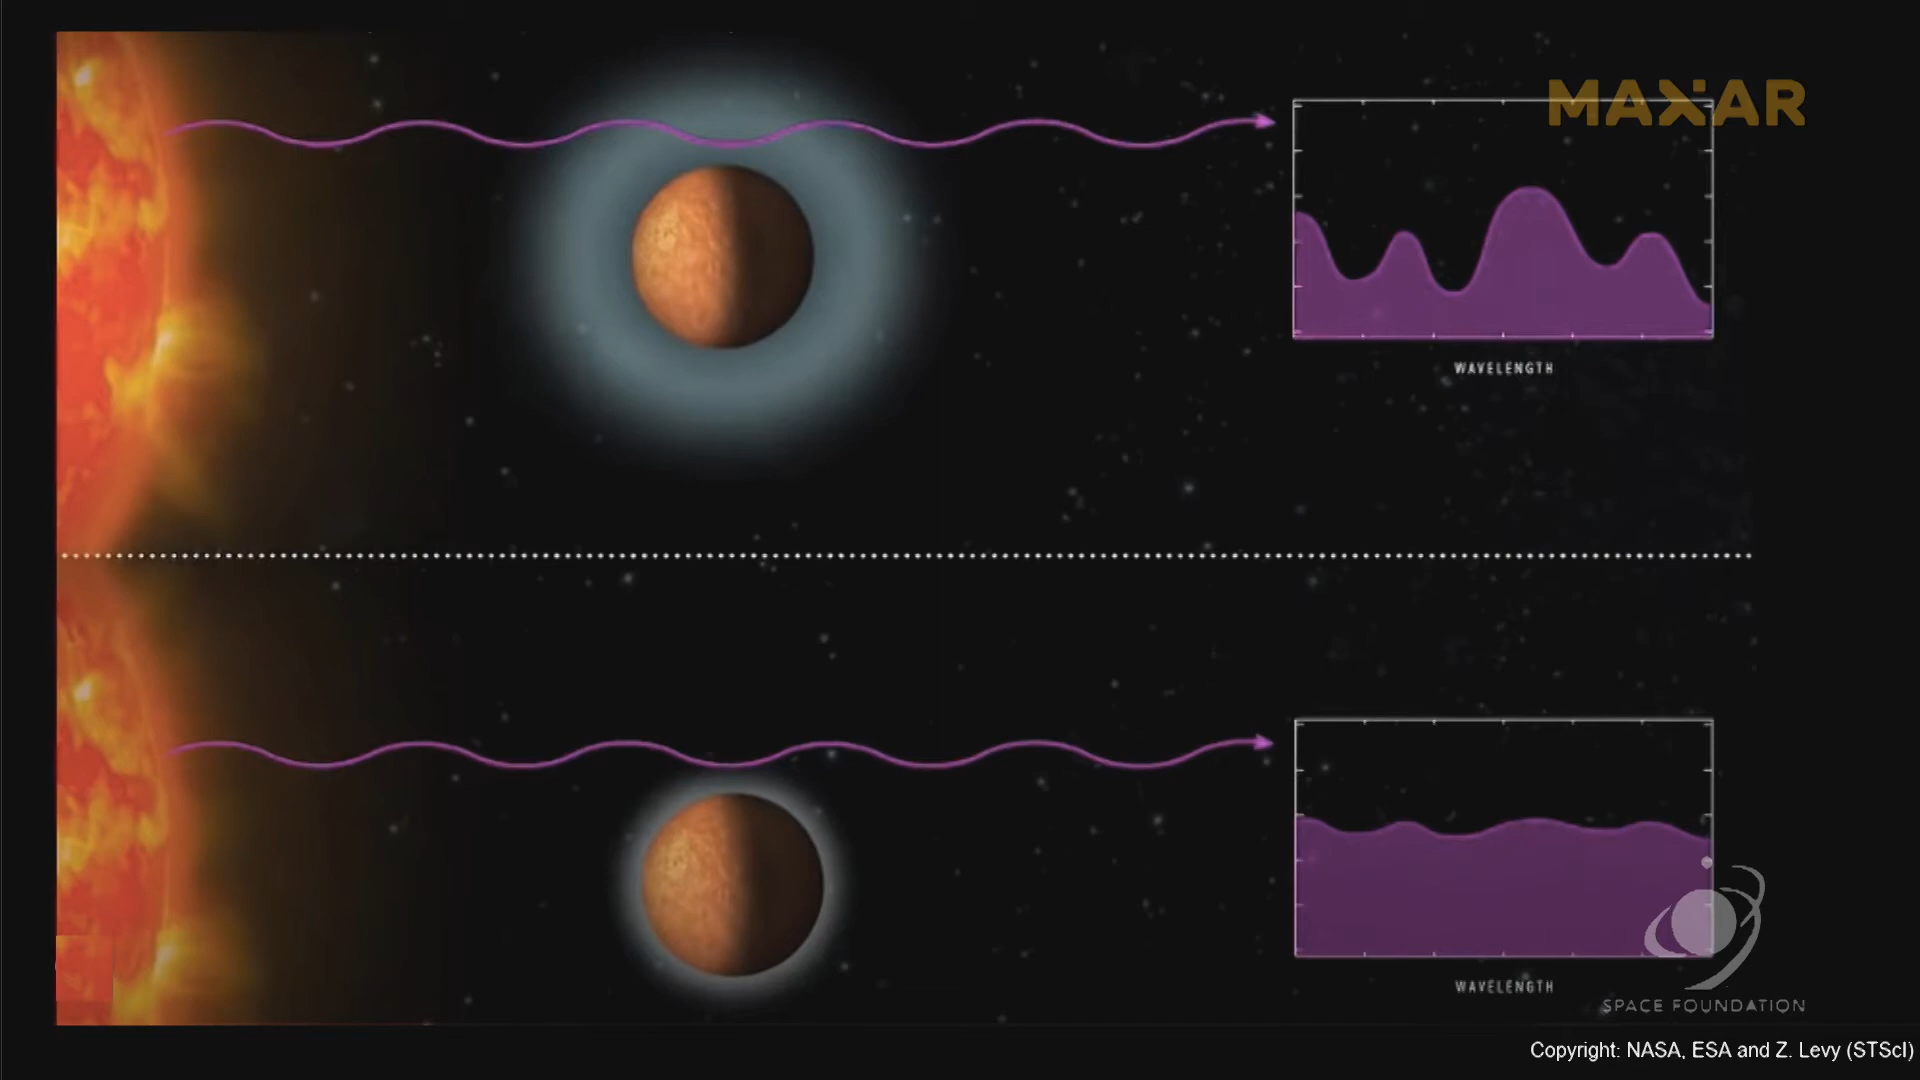 MAXAR
WAVELENGTH
WAVELENGTH
SPACE FOUNDATION
Copyright: NASA, ESA and Z. Levy (STScI)